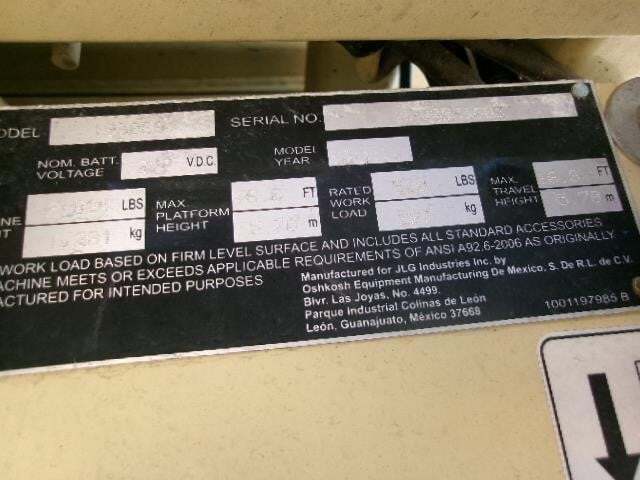 ODEL SERIAL NO.
NOM. BATT. VOLTAGE V.D.C. MODEL YEAR
NE LBS MAX. PLATFORM HEIGHT FT RATED WORK LOAD LBS MAX. TRAVEL HEIGHT FT
T kg m kg m
WORK LOAD BASED ON FIRM LEVEL SURFACE AND INCLUDES ALL STANDARD ACCESSORIES
ACHINE MEETS OR EXCEEDS APPLICABLE REQUIREMENTS OF ANSI A92.6-2006 AS ORIGINALLY
ACTURED FOR INTENDED PURPOSES
Manufactured for JLG Industries Inc. by
Oshkosh Equipment Manufacturing De Mexico. S. De R.L. de C.V.
Blvr. Las Joyas, No. 4499.
Parque Industrial Colinas de León
León, Guanajuato, México 37668
1001197985 B